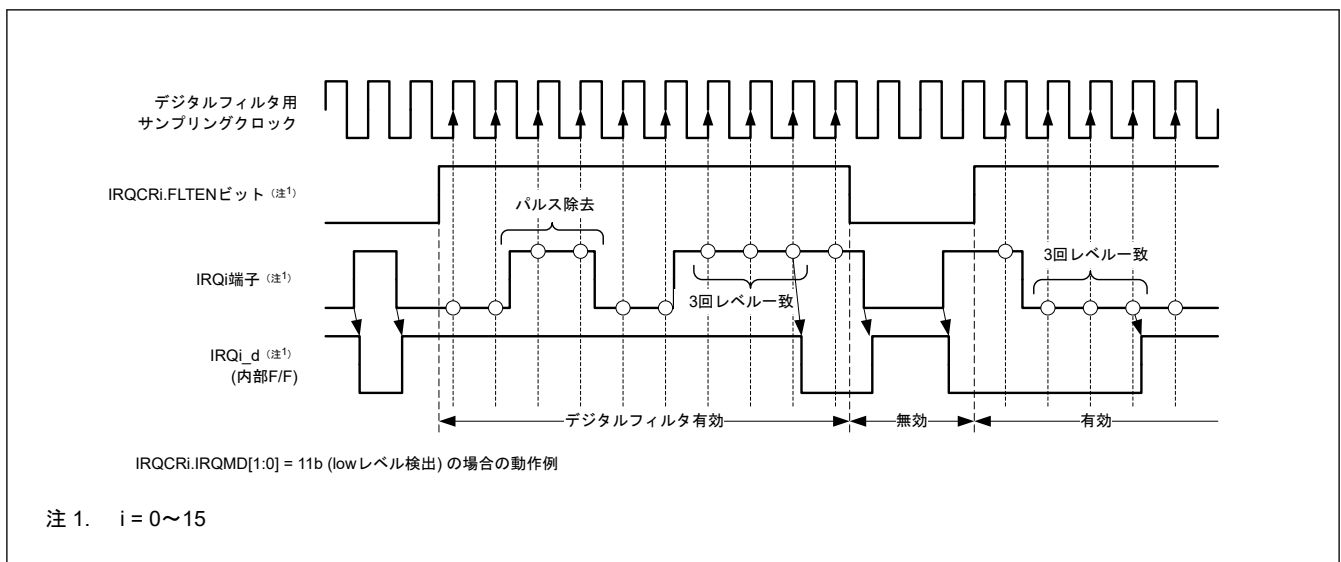 デジタルフィルタ用
サンプリングクロック
IRQCRi.FLTENビット（注1）
パルス除去
IRQi端子（注1）
3回レベル一致
3回レベル一致
IRQi_d（注1）
(内部F/F)
デジタルフィルタ有効
無効
有効
IRQCRi.IRQMD[1:0] = 11b (lowレベル検出) の場合の動作例
注 1. i = 0～15